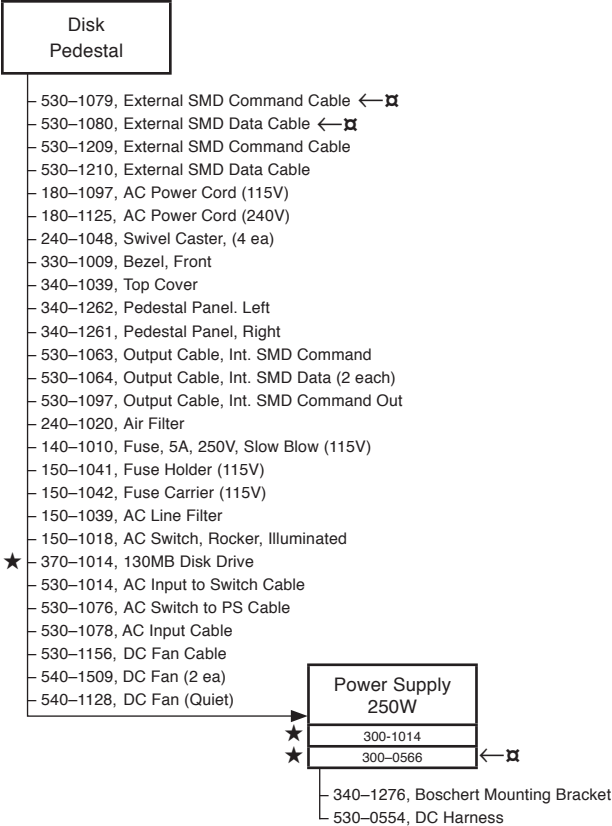 Disk
Pedestal
530–1079, External SMD Command Cable ←¤
530–1080, External SMD Data Cable ←¤
530–1209, External SMD Command Cable
530–1210, External SMD Data Cable
180–1097, AC Power Cord (115V)
180–1125, AC Power Cord (240V)
240–1048, Swivel Caster, (4 ea)
330–1009, Bezel, Front
340–1039, Top Cover
340–1262, Pedestal Panel. Left
340–1261, Pedestal Panel, Right
530–1063, Output Cable, Int. SMD Command
530–1064, Output Cable, Int. SMD Data (2 each)
530–1097, Output Cable, Int. SMD Command Out
240–1020, Air Filter
140–1010, Fuse, 5A, 250V, Slow Blow (115V)
150–1041, Fuse Holder (115V)
150–1042, Fuse Carrier (115V)
150–1039, AC Line Filter
150–1018, AC Switch, Rocker, Illuminated
★ 370–1014, 130MB Disk Drive
530–1014, AC Input to Switch Cable
530–1076, AC Switch to PS Cable
530–1078, AC Input Cable
530–1156, DC Fan Cable
540–1509, DC Fan (2 ea)
540–1128, DC Fan (Quiet)
Power Supply
250W
★ 300-1014
★ 300–0566 ←¤
340–1276, Boschert Mounting Bracket
530–0554, DC Harness